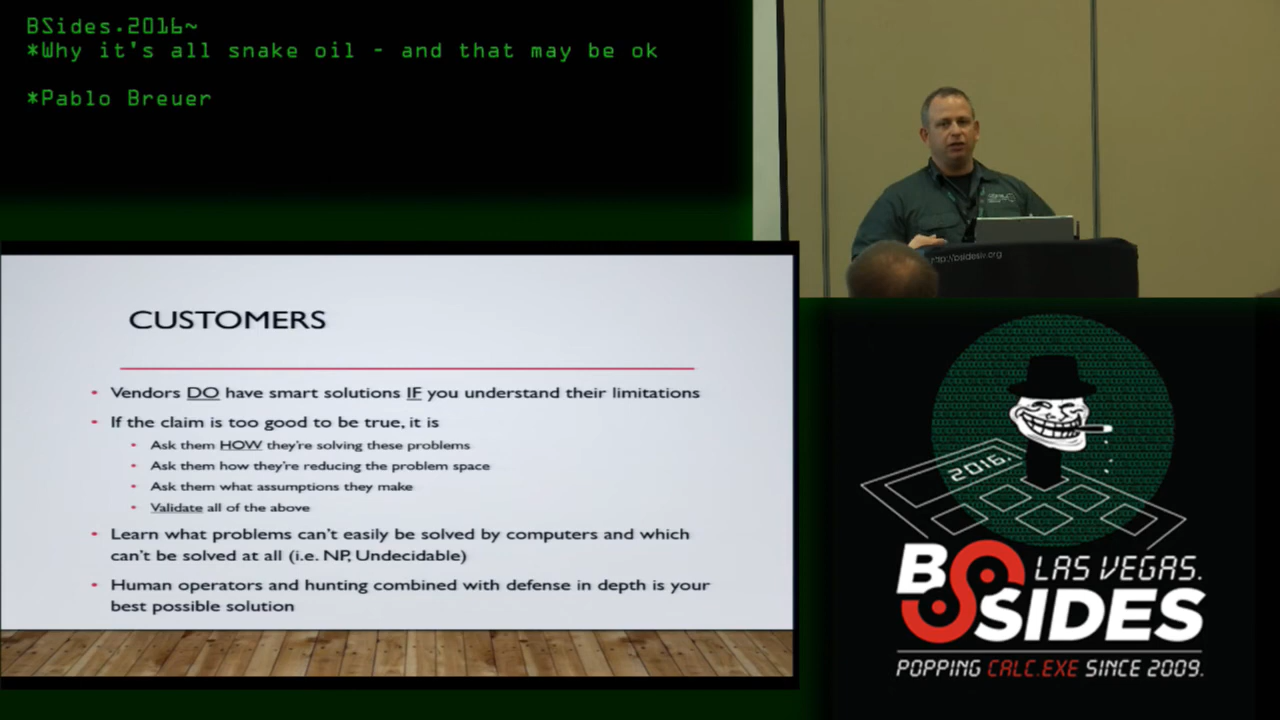 BSides.2016~
*Why it's all snake oil - and that may be ok
*Pablo Breuer
http://bsideslv.org
CUSTOMERS
• Vendors DO have smart solutions IF you understand their limitations
• If the claim is too good to be true, it is
• Ask them HOW they're solving these problems
• Ask them how they're reducing the problem space
• Ask them what assumptions they make
• Validate all of the above
• Learn what problems can't easily be solved by computers and which
can't be solved at all (i.e. NP, Undecidable)
• Human operators and hunting combined with defense in depth is your
best possible solution
2016.
BSIDES
LAS VEGAS.
POPPING CALC.EXE SINCE 2009.